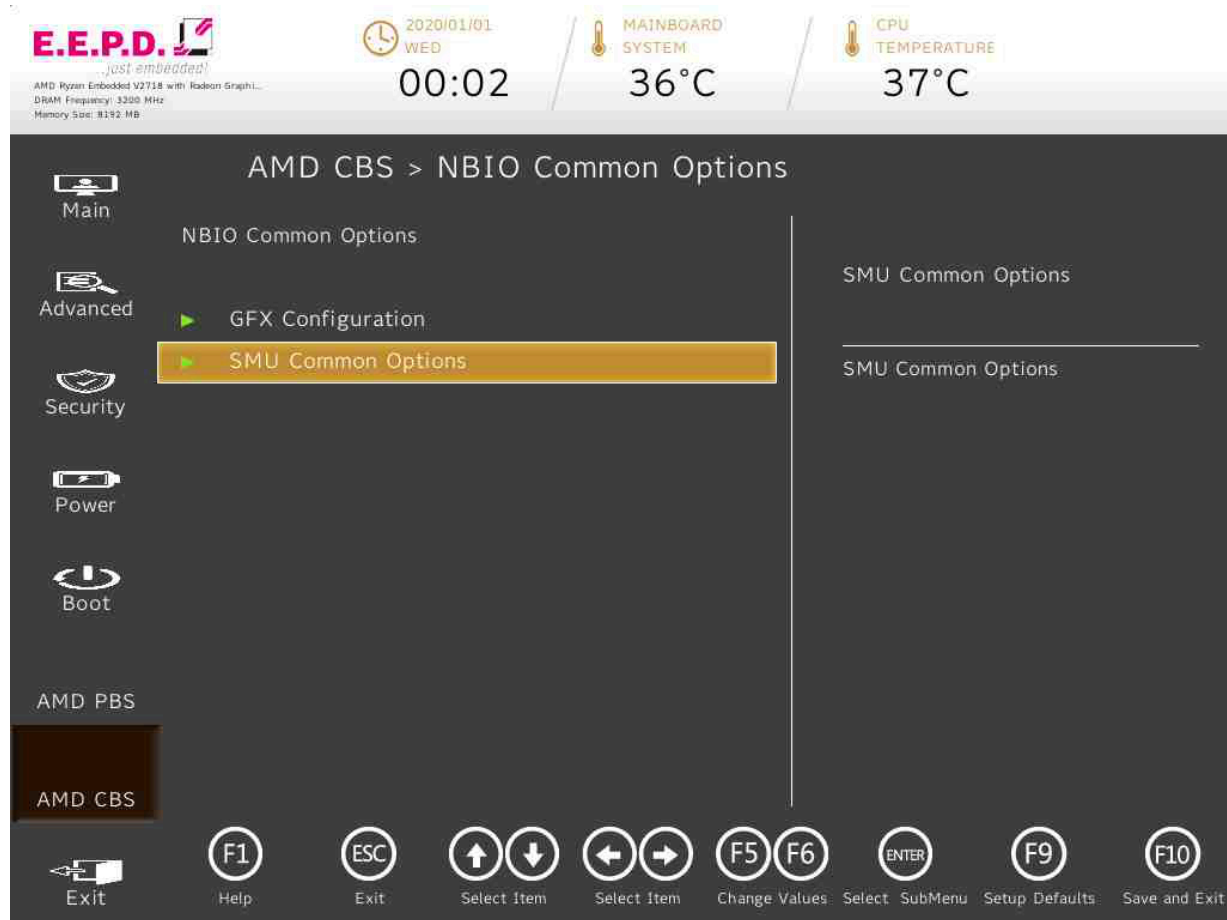 E.E.P.D.
...just embedded!
AMD Ryzen Embedded V2718 with Radeon Graphi...
DRAM Frequency: 3200 MHz
Memory Size: 8192 MB
2020/01/01
WED
00:02
MAINBOARD
SYSTEM
36°C
CPU
TEMPERATURE
37°C
AMD CBS > NBIO Common Options
Main
Advanced
Security
Power
Boot
AMD PBS
AMD CBS
Exit
NBIO Common Options
GFX Configuration
SMU Common Options
SMU Common Options
SMU Common Options
F1
Help
ESC
Exit
Select Item
Select Item
F5 F6
Change Values
ENTER
Select SubMenu
F9
Setup Defaults
F10
Save and Exit